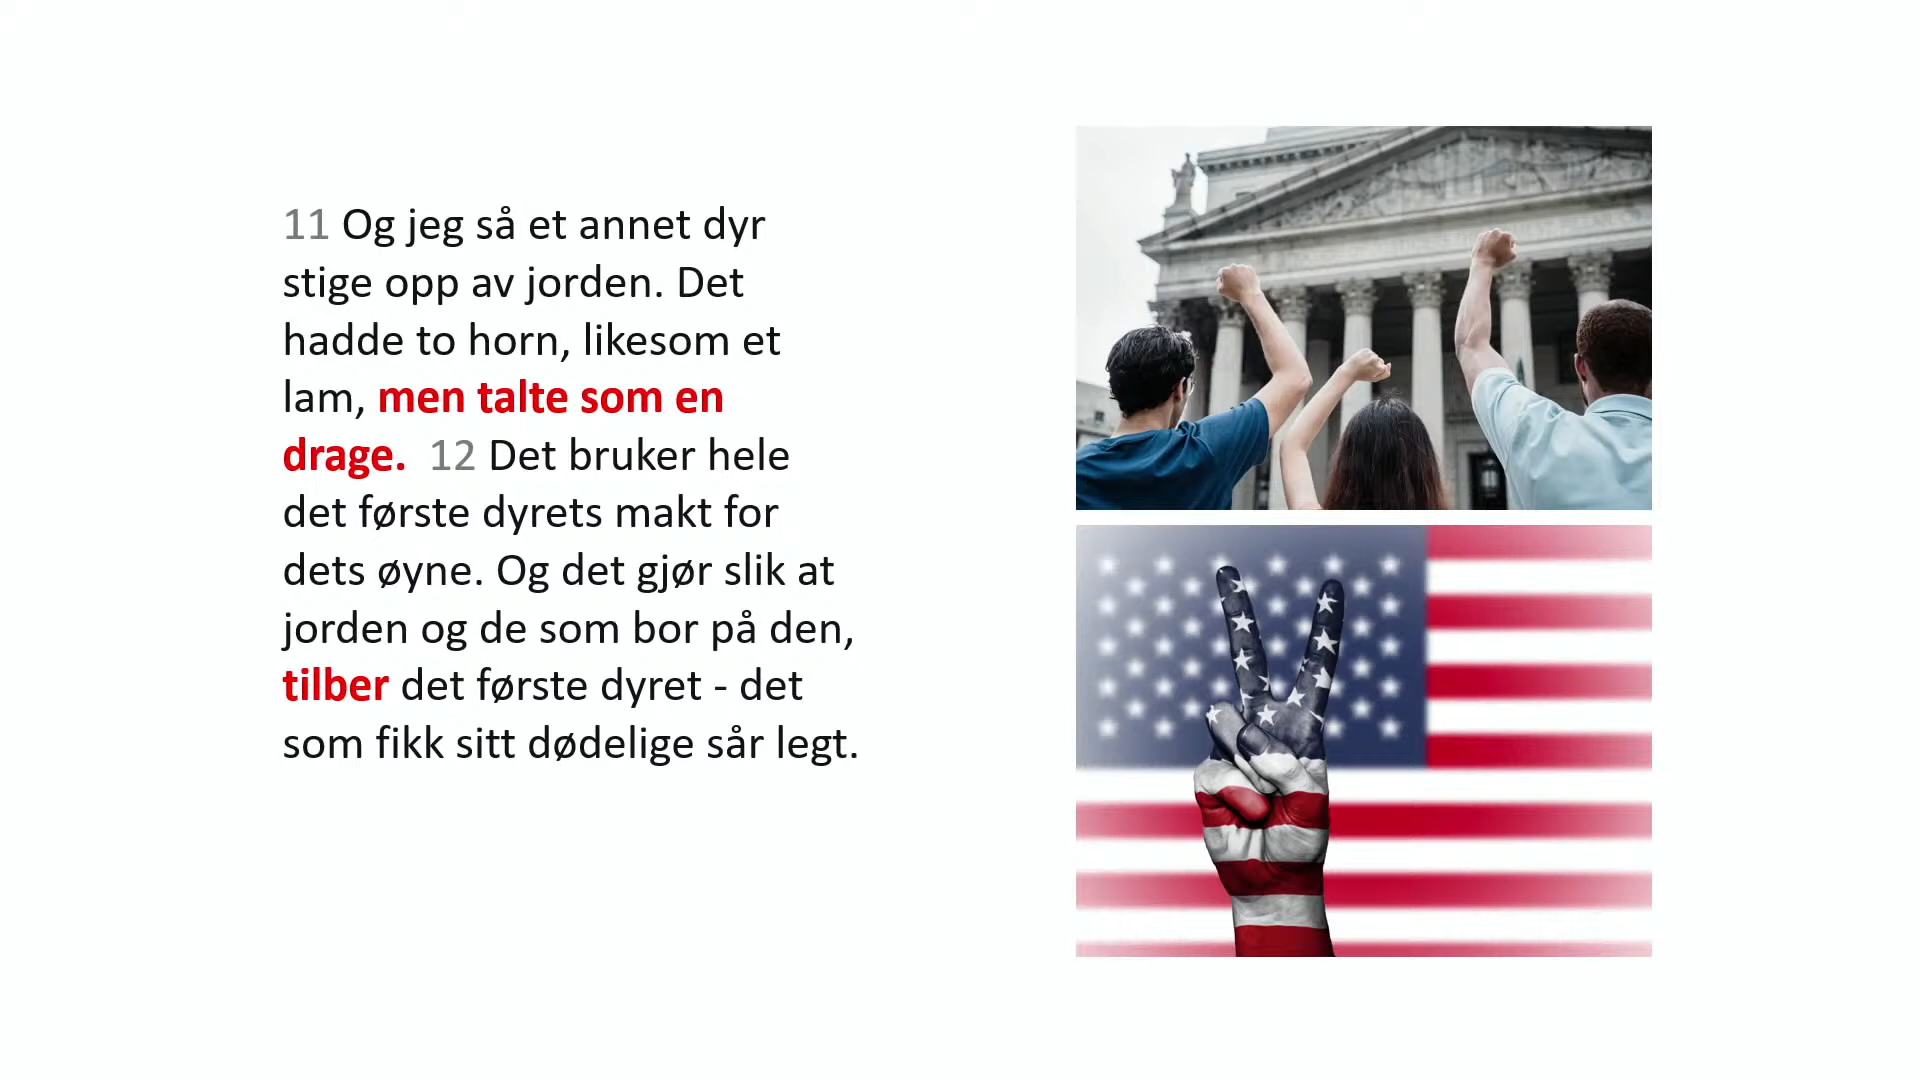 11 Og jeg så et annet dyr
stige opp av jorden. Det
hadde to horn, likesom et
lam, men talte som en
drage.  12 Det bruker hele
det første dyrets makt for
dets øyne. Og det gjør slik at
jorden og de som bor på den,
tilber det første dyret - det
som fikk sitt dødelige sår legt.